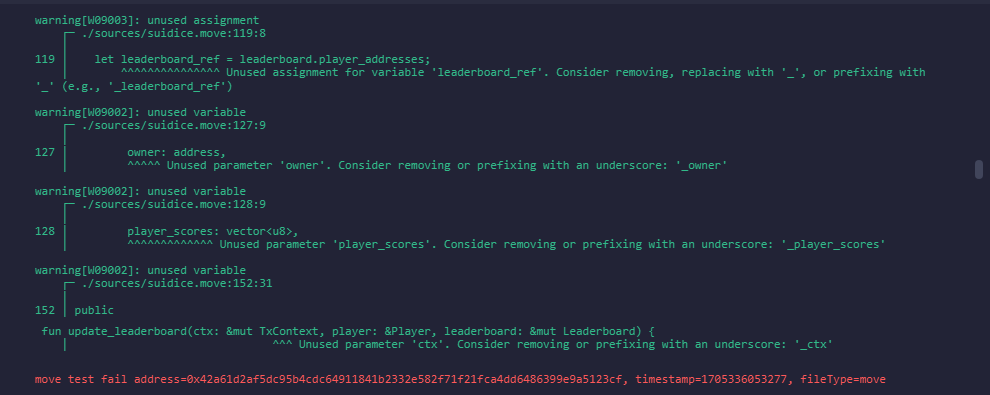 warning[W09003]: unused assignment
┌─ ./sources/suidice.move:119:8
│
119 │ let leaderboard_ref = leaderboard.player_addresses;
│ ^^^^^^^^^^^^^^^ Unused assignment for variable 'leaderboard_ref'. Consider removing, replacing with '_', or prefixing with
'_' (e.g., '_leaderboard_ref')
warning[W09002]: unused variable
┌─ ./sources/suidice.move:127:9
│
127 │ owner: address,
│ ^^^^^ Unused parameter 'owner'. Consider removing or prefixing with an underscore: '_owner'
warning[W09002]: unused variable
┌─ ./sources/suidice.move:128:9
│
128 │ player_scores: vector<u8>,
│ ^^^^^^^^^^^^^ Unused parameter 'player_scores'. Consider removing or prefixing with an underscore: '_player_scores'
warning[W09002]: unused variable
┌─ ./sources/suidice.move:152:31
│
152 │ public
fun update_leaderboard(ctx: &mut TxContext, player: &Player, leaderboard: &mut Leaderboard) {
│ ^^^ Unused parameter 'ctx'. Consider removing or prefixing with an underscore: '_ctx'
move test fail address=0x42a61d2af5dc95b4cdc64911841b2332e582f71f21fca4dd6486399e9a5123cf, timestamp=1705336053277, fileType=move